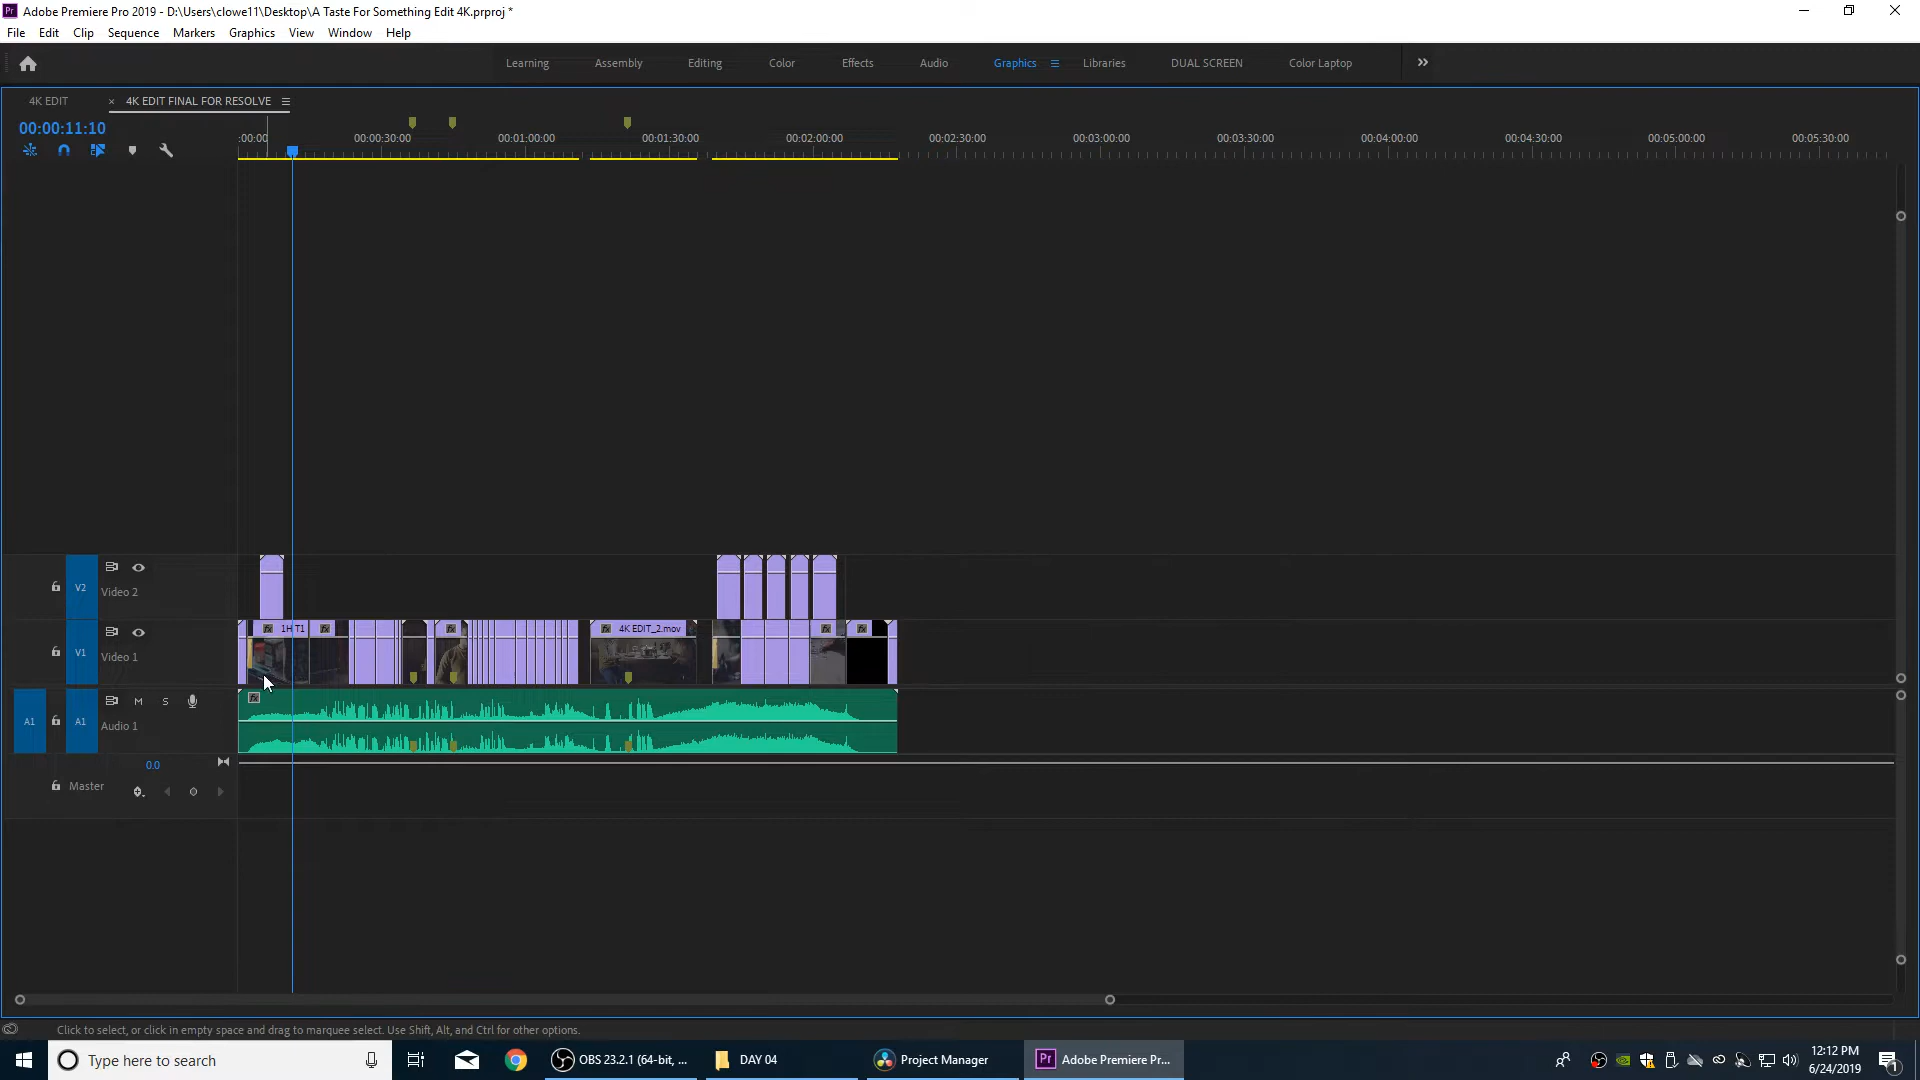 Adobe Premiere Pro 2019 - D:\Users\clowe11\Desktop\A Taste For Something Edit 4K.prproj *
File Edit Clip Sequence Markers Graphics View Window Help
Learning Assembly Editing Color Effects Audio Graphics Libraries DUAL SCREEN Color Laptop
4K EDIT × 4K EDIT FINAL FOR RESOLVE
00:00:11:10
:00:00 00:00:30:00 00:01:00:00 00:01:30:00 00:02:00:00 00:02:30:00 00:03:00:00 00:03:30:00 00:04:00:00 00:04:30:00 00:05:00:00 00:05:30:00
V2 Video 2
1H T1 4K EDIT_2.mov
V1 Video 1
M S
A1 A1 Audio 1
0.0
Master
Click to select, or click in empty space and drag to marquee select. Use Shift, Alt, and Ctrl for other options.
Type here to search
OBS 23.2.1 (64-bit, ...
DAY 04
Project Manager
Pr Adobe Premiere Pr...
12:12 PM
6/24/2019
1